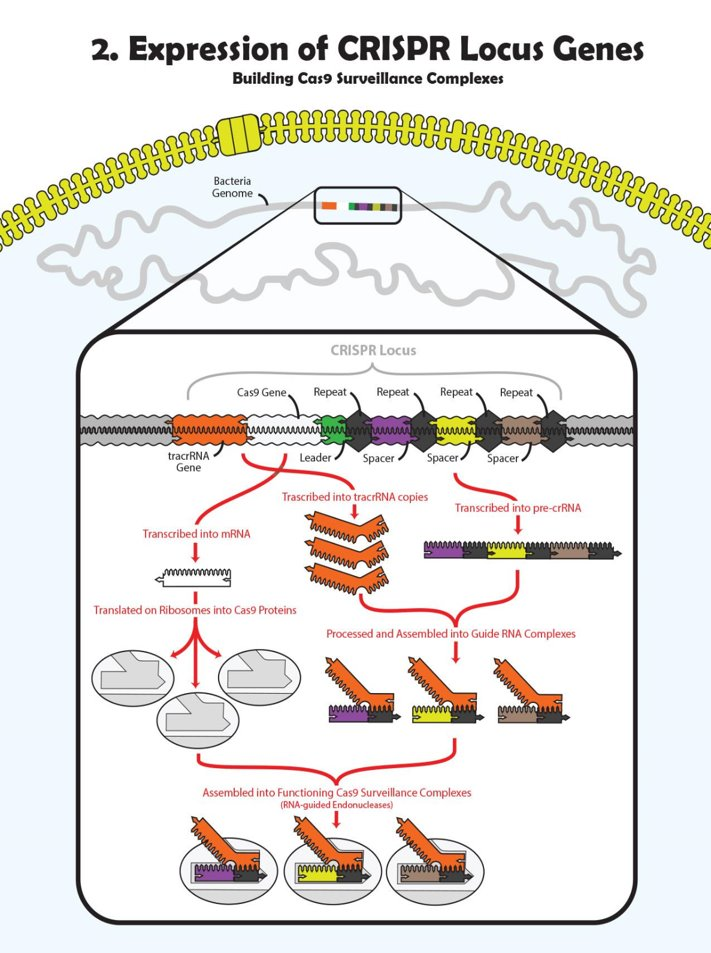 2. Expression of CRISPR Locus Genes
Building Cas9 Surveillance Complexes
Bacteria
Genome
CRISPR Locus
Cas9 Gene
Repeat
Repeat
Repeat
Repeat
tracrRNA
Gene
Leader
Spacer
Spacer
Spacer
Trascribed into tracrRNA copies
Transcribed into pre-crRNA
Transcribed into mRNA
Translated on Ribosomes into Cas9 Proteins
Processed and Assembled into Guide RNA Complexes
Assembled into Functioning Cas9 Surveillance Complexes
(RNA-guided Endonucleases)